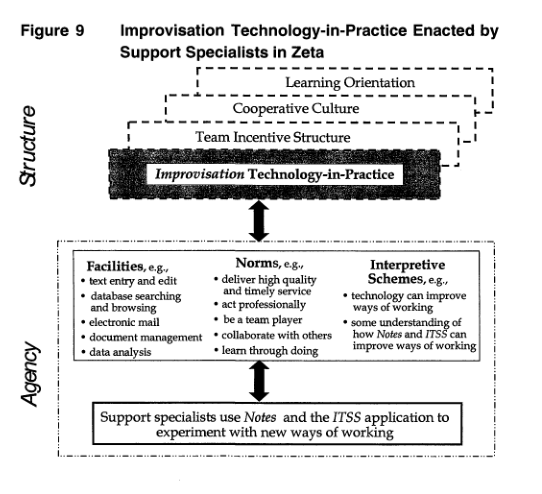 Figure 9 Improvisation Technology-in-Practice Enacted by
Support Specialists in Zeta
Structure
Learning Orientation
Cooperative Culture
Team Incentive Structure
Improvisation Technology-in-Practice
Agency
Facilities, e.g.,
• text entry and edit
• database searching
and browsing
• electronic mail
• document management
• data analysis
Norms, e.g.,
• deliver high quality
and timely service
• act professionally
• be a team player
• collaborate with others
• learn through doing
Interpretive
Schemes, e.g.,
• technology can improve
ways of working
• some understanding of
how Notes and ITSS can
improve ways of working
Support specialists use Notes and the ITSS application to
experiment with new ways of working